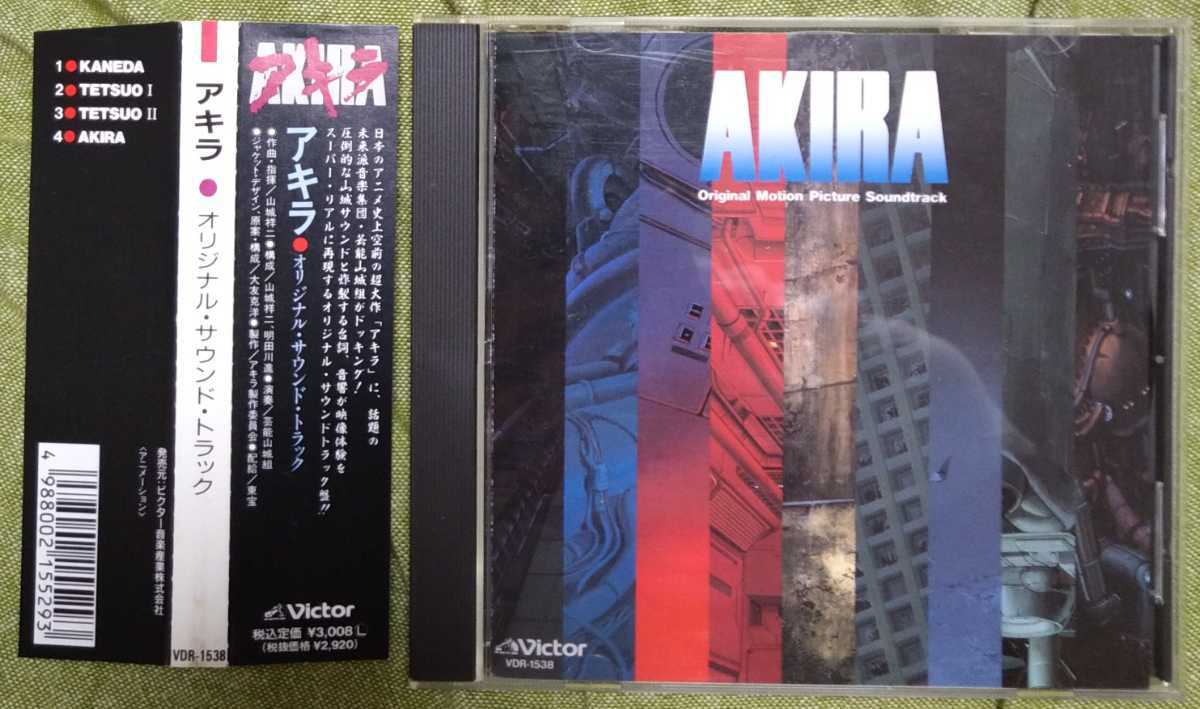 1●KANEDA
2●TETSUO I
3●TETSUO II
4●AKIRA
4 988002 155293
発売元:ビクター音楽産業株式会社
〈アニメーション〉
アキラ●オリジナル・サウンド・トラック
VDR-1538
AKIRA
アキラ
日本のアニメ史上空前の超大作「アキラ」に、話題の
未来派音楽集団・芸能山城組がドッキング!
圧倒的な山城サウンドと炸裂する台詞、音響が映像体験を
スーパー・リアルに再現するオリジナル・サウンドトラック盤!!
アキラ●オリジナル・サウンド・トラック
●作曲・指揮/山城祥二●構成/山城祥二、明田川進●演奏/芸能山城組
●ジャケット・デザイン、原案・構成/大友克洋●製作/アキラ製作委員会●配給/東宝
Victor
税込定価 ¥3,008 L
(税抜価格 ¥2,920)
AKIRA
Original Motion Picture Soundtrack
Victor
VDR-1538